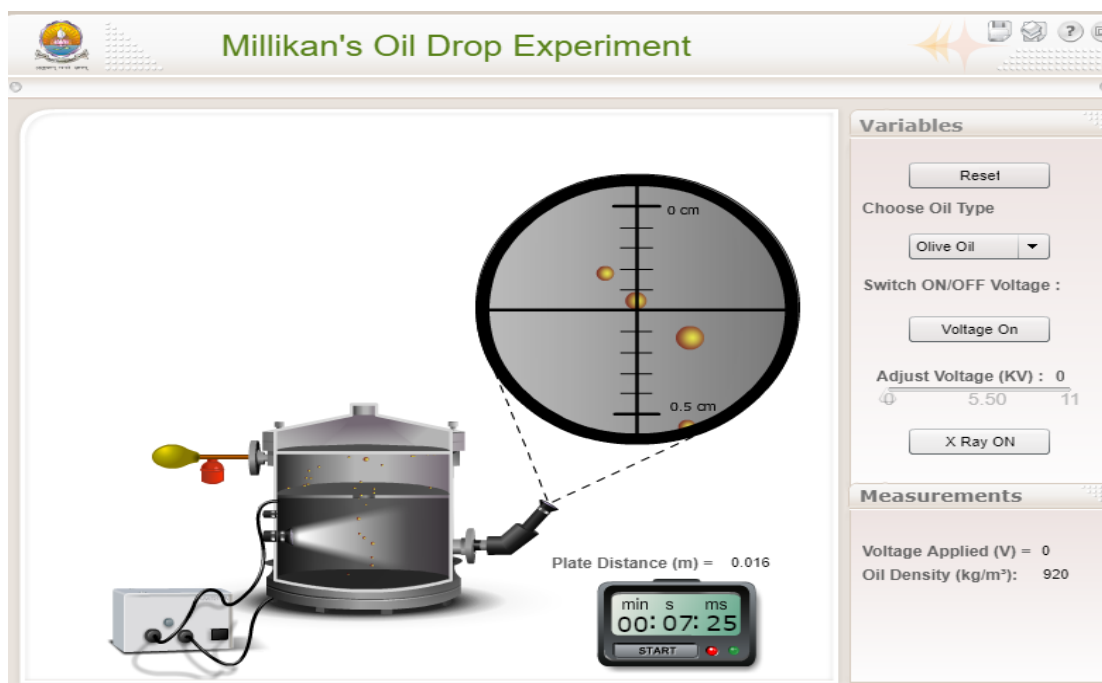 Millikan's Oil Drop Experiment
?
Variables
Reset
Choose Oil Type
Olive Oil
Switch ON/OFF Voltage :
Voltage On
Adjust Voltage (KV) : 0
5.50 11
X Ray ON
0 cm
0.5 cm
Measurements
Voltage Applied (V) = 0
Oil Density (kg/m³): 920
Plate Distance (m) = 0.016
min s ms
00: 07: 25
START